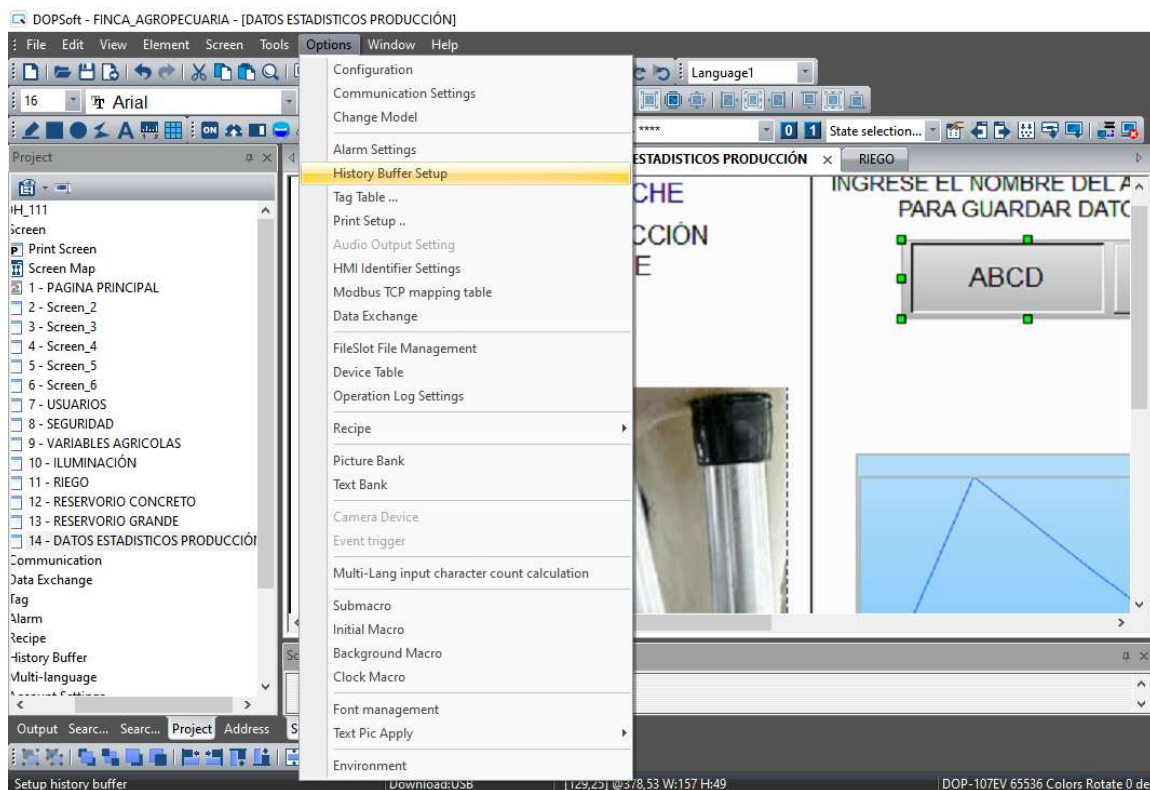 DOPSoft - FINCA_AGROPECUARIA - [DATOS ESTADISTICOS PRODUCCIÓN]
File Edit View Element Screen Tools Options Window Help
Language1
16 Arial
ON **** 0 1 State selection...
Project
ESTADISTICOS PRODUCCIÓN × RIEGO
H_111
Screen
Print Screen
Screen Map
1 - PAGINA PRINCIPAL
2 - Screen_2
3 - Screen_3
4 - Screen_4
5 - Screen_5
6 - Screen_6
7 - USUARIOS
8 - SEGURIDAD
9 - VARIABLES AGRICOLAS
10 - ILUMINACIÓN
11 - RIEGO
12 - RESERVORIO CONCRETO
13 - RESERVORIO GRANDE
14 - DATOS ESTADISTICOS PRODUCCIÓN
Communication
Data Exchange
Tag
Alarm
Recipe
History Buffer
Multi-language
Account Settings
Output Searc... Searc... Project Address
Configuration
Communication Settings
Change Model
Alarm Settings
History Buffer Setup
Tag Table ...
Print Setup ..
Audio Output Setting
HMI Identifier Settings
Modbus TCP mapping table
Data Exchange
FileSlot File Management
Device Table
Operation Log Settings
Recipe
Picture Bank
Text Bank
Camera Device
Event trigger
Multi-Lang input character count calculation
Submacro
Initial Macro
Background Macro
Clock Macro
Font management
Text Pic Apply
Environment
CHE
CCIÓN
E
INGRESE EL NOMBRE DEL A
PARA GUARDAR DATO
ABCD
Setup history buffer Download:USB [129,25] @378,53 W:157 H:49 DOP-107EV 65536 Colors Rotate 0 de